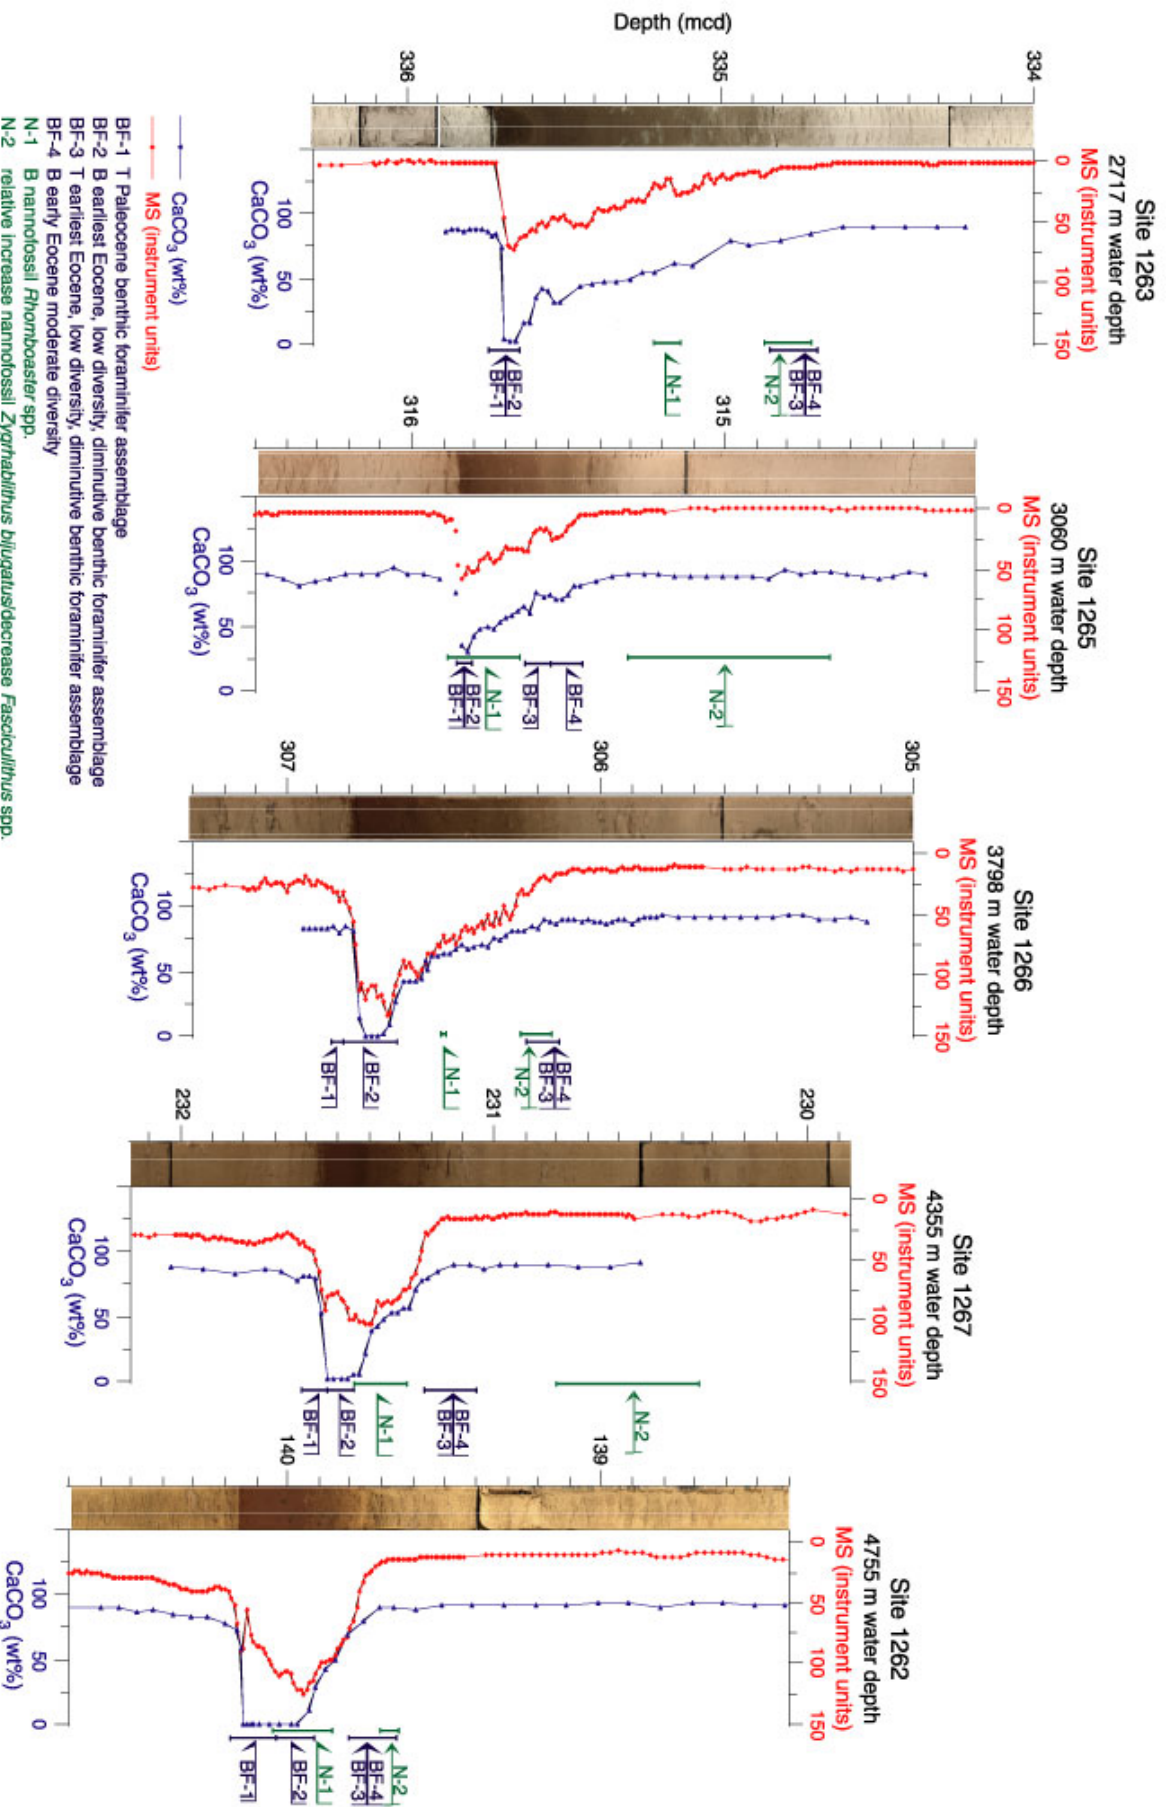 Depth (mcd)
336
335
334
Site 1263
2717 m water depth
MS (instrument units)
0
50
100
150
100
50
0
CaCO3 (wt%)
BF-1
BF-2
N-1
N-2
BF-3
BF-4
316
315
Site 1265
3060 m water depth
MS (instrument units)
0
50
100
150
100
50
0
CaCO3 (wt%)
BF-1
BF-2
N-1
BF-3
BF-4
N-2
307
306
305
Site 1266
3798 m water depth
MS (instrument units)
0
50
100
150
100
50
0
CaCO3 (wt%)
BF-1
BF-2
N-1
N-2
BF-3
BF-4
232
231
230
Site 1267
4355 m water depth
MS (instrument units)
0
50
100
150
100
50
0
CaCO3 (wt%)
BF-1
BF-2
N-1
BF-3
BF-4
N-2
140
139
Site 1262
4755 m water depth
MS (instrument units)
0
50
100
150
100
50
0
CaCO3 (wt%)
BF-1
BF-2
N-1
BF-3
BF-4
N-2
CaCO3 (wt%)
MS (instrument units)
BF-1 T Paleocene benthic foraminifer assemblage
BF-2 B earliest Eocene, low diversity, diminutive benthic foraminifer assemblage
BF-3 T earliest Eocene, low diversity, diminutive benthic foraminifer assemblage
BF-4 B early Eocene moderate diversity
N-1 B nannofossil Rhomboaster spp.
N-2 relative increase nannofossil Zygrhablithus bijugatus/decrease Fasciculithus spp.